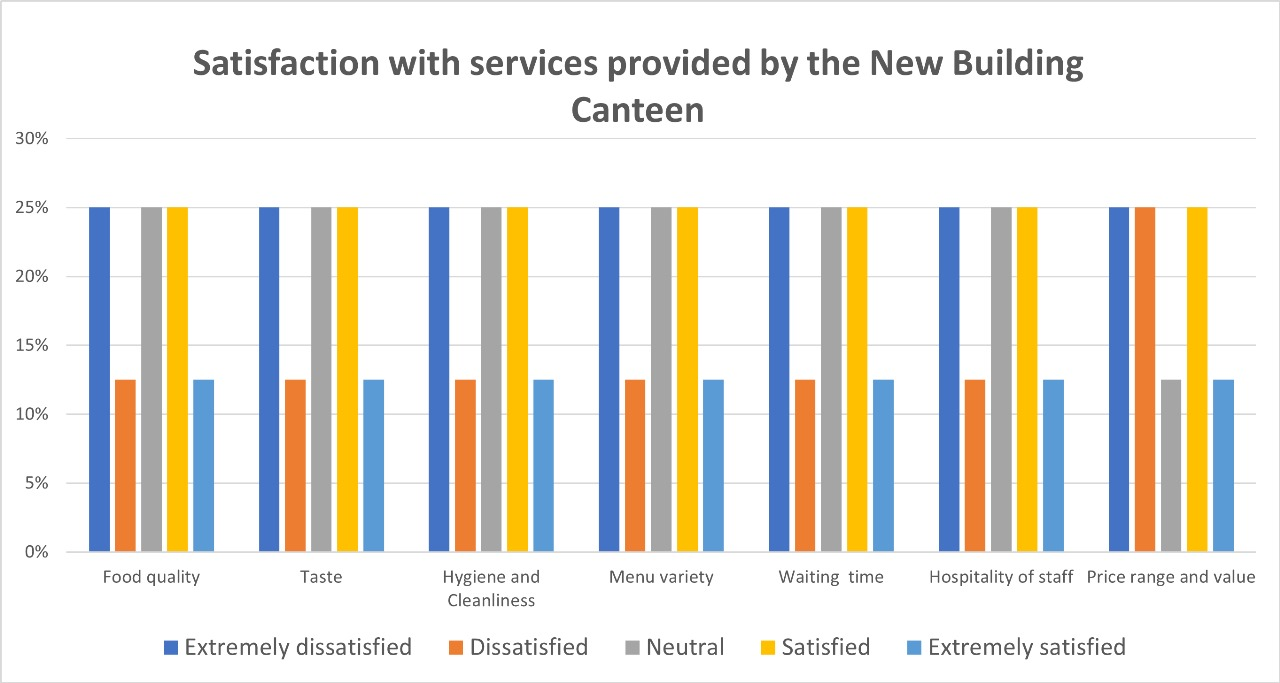 Satisfaction with services provided by the New Building
Canteen
30%
25%
20%
15%
10%
5%
0%
Food quality
Taste
Hygiene and
Cleanliness
Menu variety
Waiting  time
Hospitality of staff
Price range and value
Extremely dissatisfied
Dissatisfied
Neutral
Satisfied
Extremely satisfied